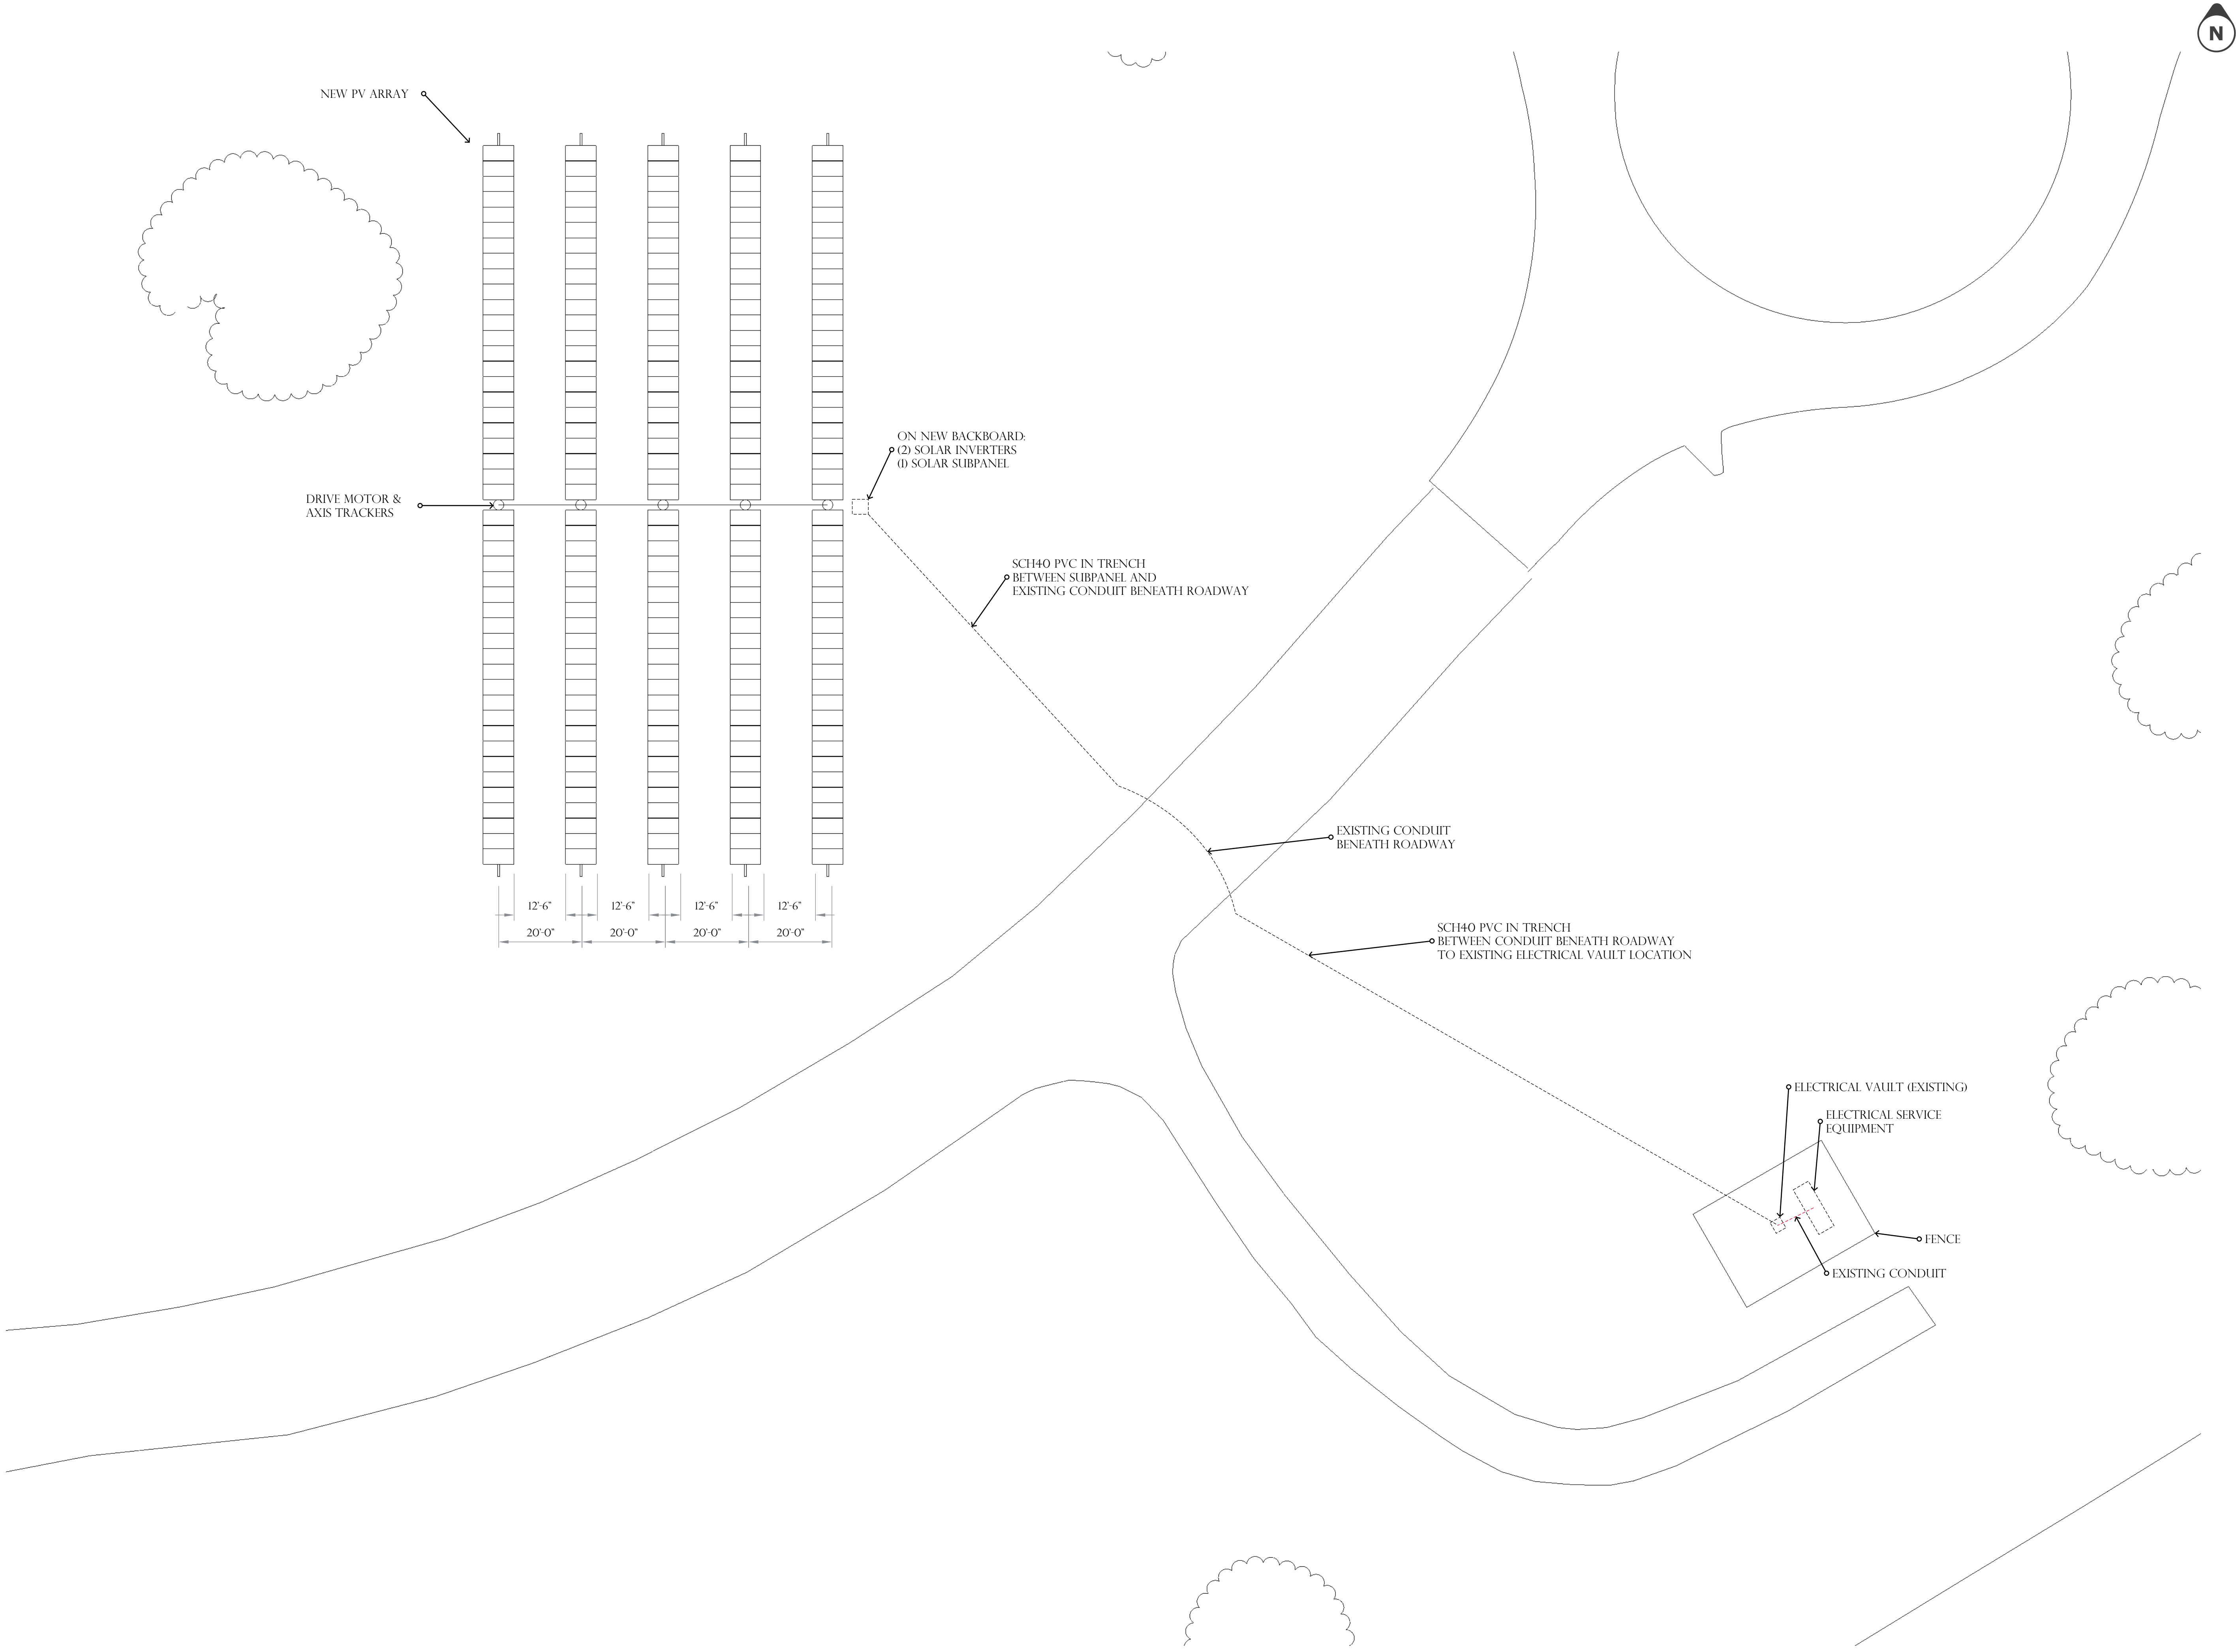 N
NEW PV ARRAY
ON NEW BACKBOARD:
(2) SOLAR INVERTERS
(1) SOLAR SUBPANEL
DRIVE MOTOR &
AXIS TRACKERS
SCH40 PVC IN TRENCH
BETWEEN SUBPANEL AND
EXISTING CONDUIT BENEATH ROADWAY
EXISTING CONDUIT
BENEATH ROADWAY
12'-6" 12'-6" 12'-6" 12'-6"
20'-0" 20'-0" 20'-0" 20'-0"
SCH40 PVC IN TRENCH
BETWEEN CONDUIT BENEATH ROADWAY
TO EXISTING ELECTRICAL VAULT LOCATION
ELECTRICAL VAULT (EXISTING)
ELECTRICAL SERVICE
EQUIPMENT
FENCE
EXISTING CONDUIT